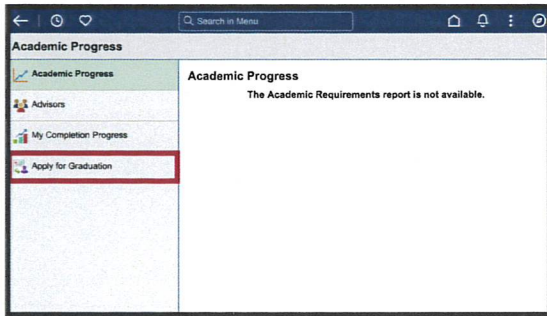 Search in Menu
Academic Progress
Academic Progress
Advisors
My Completion Progress
Apply for Graduation
Academic Progress
The Academic Requirements report is not available.